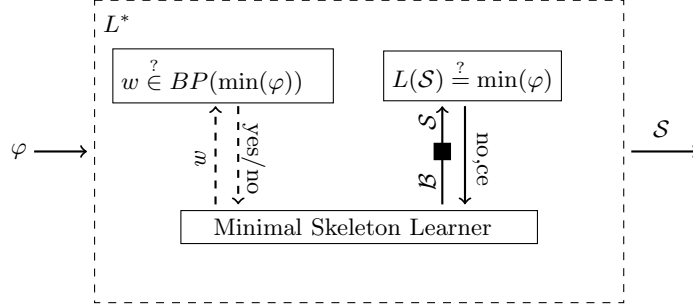 L*
w ?∈ BP(min(φ))
L(𝒮) ?= min(φ)
φ
w
yes/no
ℬ
𝒮
no,ce
𝒮
Minimal Skeleton Learner